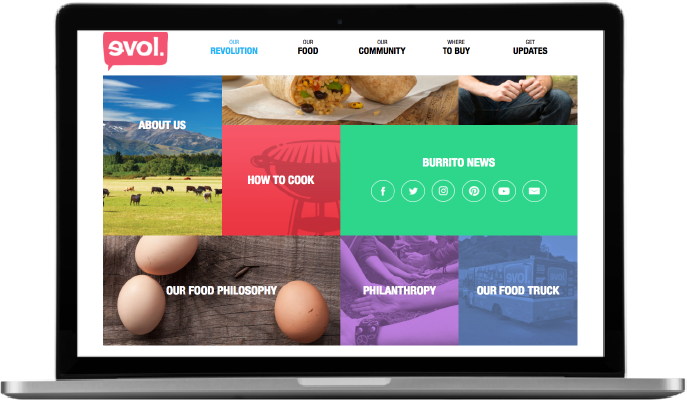 evol.
OUR
REVOLUTION
OUR
FOOD
OUR
COMMUNITY
WHERE
TO BUY
GET
UPDATES
ABOUT US
HOW TO COOK
BURRITO NEWS
OUR FOOD PHILOSOPHY
PHILANTHROPY
OUR FOOD TRUCK
evol